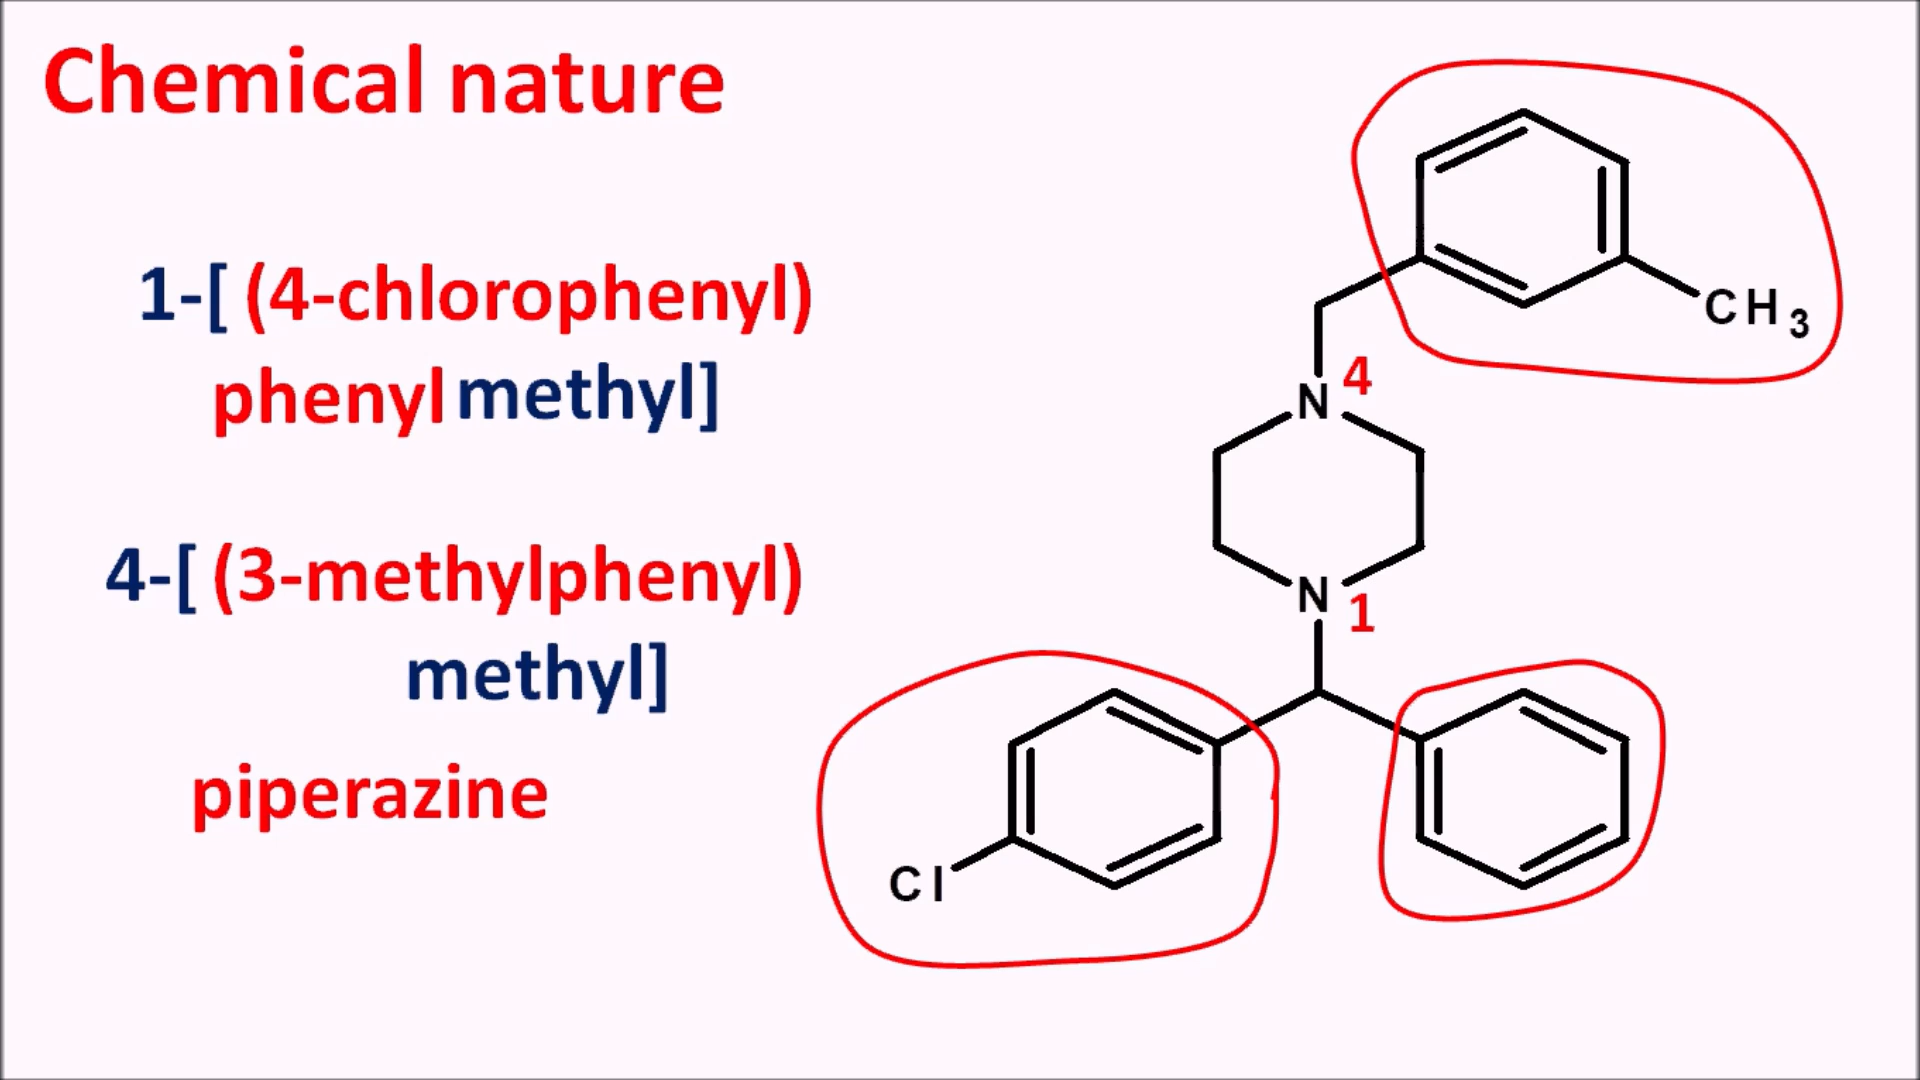 Chemical nature
1-[ (4-chlorophenyl)
phenyl methyl]
4-[ (3-methylphenyl)
methyl]
piperazine
CH3
4
N
N
1
Cl